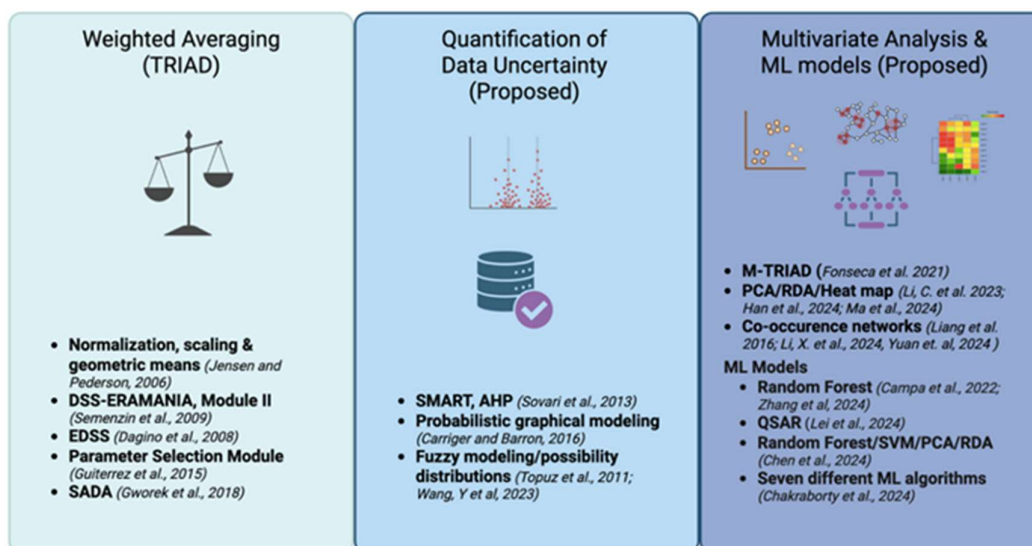 Weighted Averaging
(TRIAD)
• Normalization, scaling &
geometric means (Jensen and
Pederson, 2006)
• DSS-ERAMANIA, Module II
(Semenzin et al., 2009)
• EDSS (Dagino et al., 2008)
• Parameter Selection Module
(Guiterrez et al., 2015)
• SADA (Gworek et al., 2018)
Quantification of
Data Uncertainty
(Proposed)
• SMART, AHP (Sovari et al., 2013)
• Probabilistic graphical modeling
(Carriger and Barron, 2016)
• Fuzzy modeling/possibility
distributions (Topuz et al., 2011;
Wang, Y et al, 2023)
Multivariate Analysis &
ML models (Proposed)
• M-TRIAD (Fonseca et al. 2021)
• PCA/RDA/Heat map (Li, C. et al. 2023;
Han et al., 2024; Ma et al., 2024)
• Co-occurence networks (Liang et al.
2016; Li, X. et al., 2024, Yuan et. al, 2024 )
ML Models
• Random Forest (Campa et al., 2022;
Zhang et al, 2024)
• QSAR (Lei et al., 2024)
• Random Forest/SVM/PCA/RDA
(Chen et al., 2024)
• Seven different ML algorithms
(Chakraborty et al., 2024)